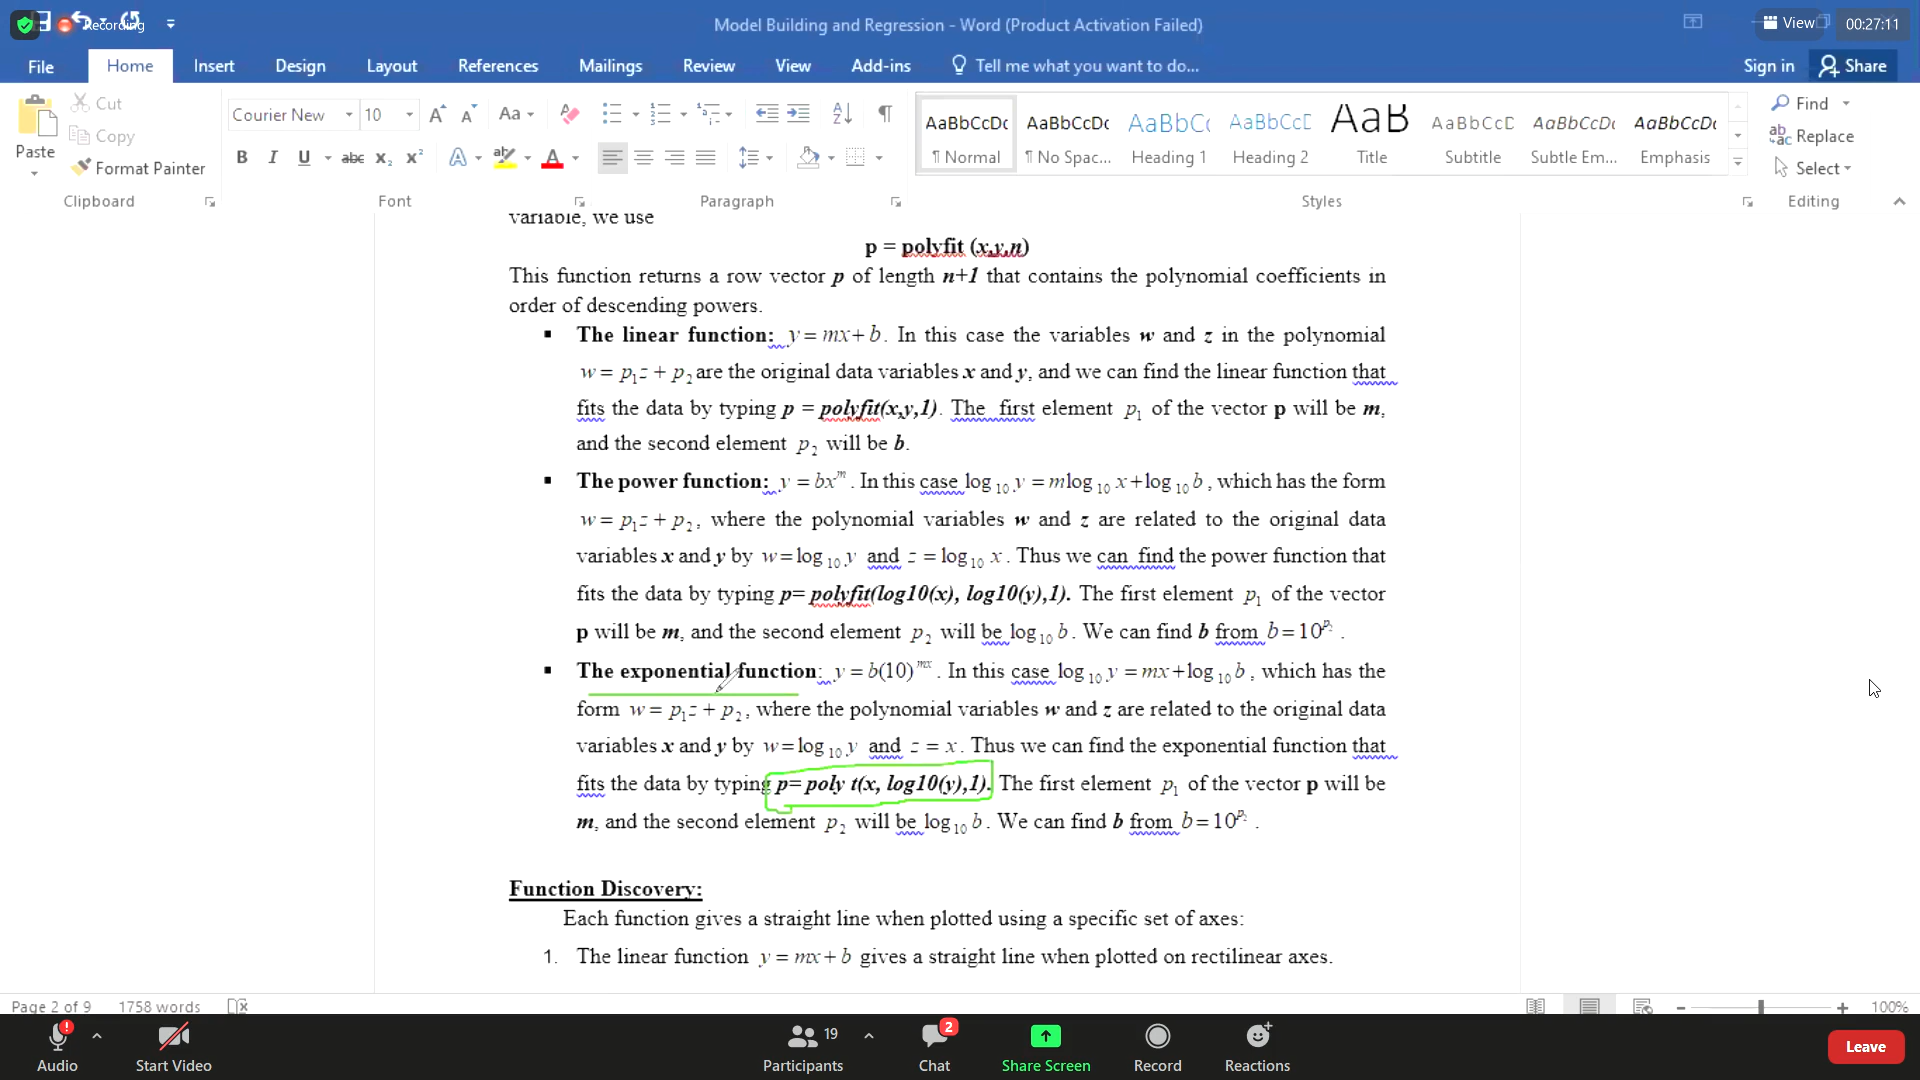 Recording
Model Building and Regression - Word (Product Activation Failed)
View
00:27:11
File Home Insert Design Layout References Mailings Review View Add-ins Tell me what you want to do... Sign in Share
Paste
Cut
Copy
Format Painter
Clipboard
Courier New 10
Font
Paragraph
AaBbCcDc AaBbCcDc AaBbCc AaBbCcD AaB AaBbCcD AaBbCcDc AaBbCcDc
¶ Normal ¶ No Spac... Heading 1 Heading 2 Title Subtitle Subtle Em... Emphasis
Styles
Find
Replace
Select
Editing
variable, we use
p = polyfit (x,y,n)
This function returns a row vector p of length n+1 that contains the polynomial coefficients in
order of descending powers.
▪ The linear function: y = mx + b. In this case the variables w and z in the polynomial
w = p₁z + p₂ are the original data variables x and y, and we can find the linear function that
fits the data by typing p = polyfit(x,y,1). The first element p₁ of the vector p will be m,
and the second element p₂ will be b.
▪ The power function: y = bx^m. In this case log₁₀ y = m log₁₀ x + log₁₀ b, which has the form
w = p₁z + p₂, where the polynomial variables w and z are related to the original data
variables x and y by w = log₁₀ y and z = log₁₀ x. Thus we can find the power function that
fits the data by typing p= polyfit(log10(x), log10(y),1). The first element p₁ of the vector
p will be m, and the second element p₂ will be log₁₀ b. We can find b from b = 10^p₂.
▪ The exponential function: y = b(10)^mx. In this case log₁₀ y = mx + log₁₀ b, which has the
form w = p₁z + p₂, where the polynomial variables w and z are related to the original data
variables x and y by w = log₁₀ y and z = x. Thus we can find the exponential function that
fits the data by typing p= poly t(x, log10(y),1). The first element p₁ of the vector p will be
m, and the second element p₂ will be log₁₀ b. We can find b from b = 10^p₂.
Function Discovery:
Each function gives a straight line when plotted using a specific set of axes:
1. The linear function y = mx + b gives a straight line when plotted on rectilinear axes.
Page 2 of 9 1758 words 100%
Audio Start Video Participants 19 Chat 2 Share Screen Record Reactions Leave